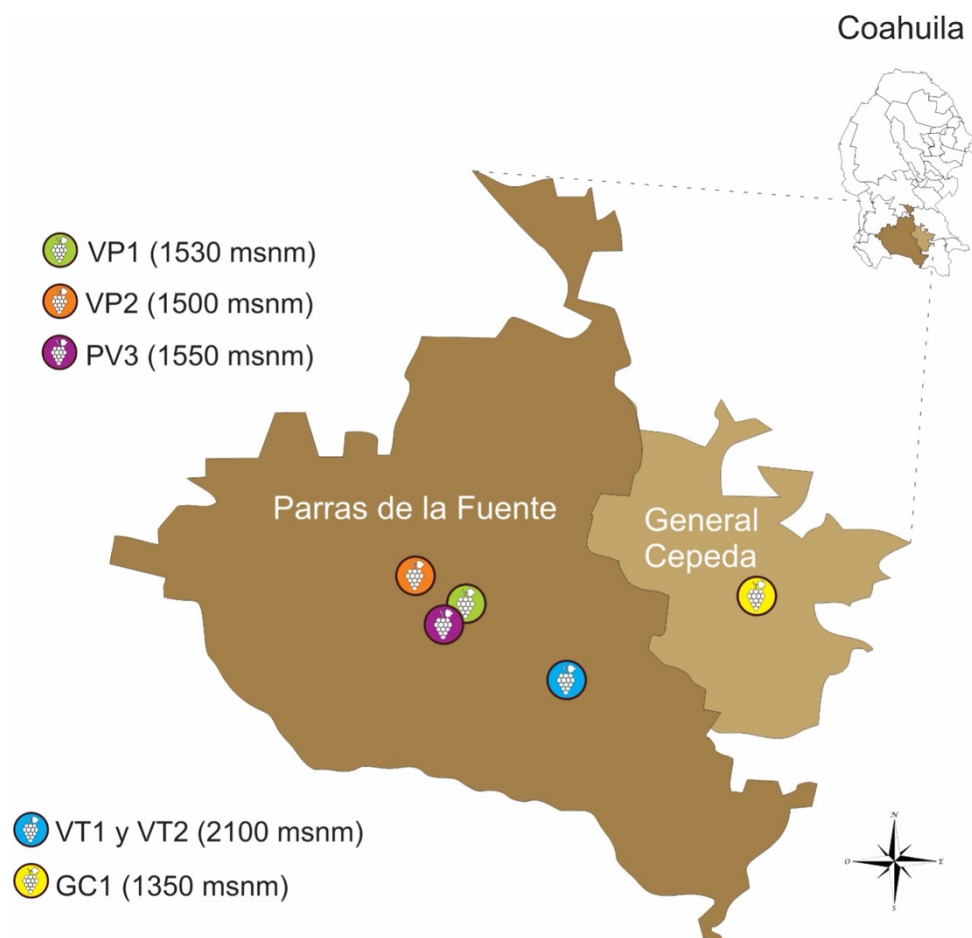 Coahuila
VP1 (1530 msnm)
VP2 (1500 msnm)
PV3 (1550 msnm)
Parras de la Fuente
General
Cepeda
VT1 y VT2 (2100 msnm)
GC1 (1350 msnm)
N
O
E
S